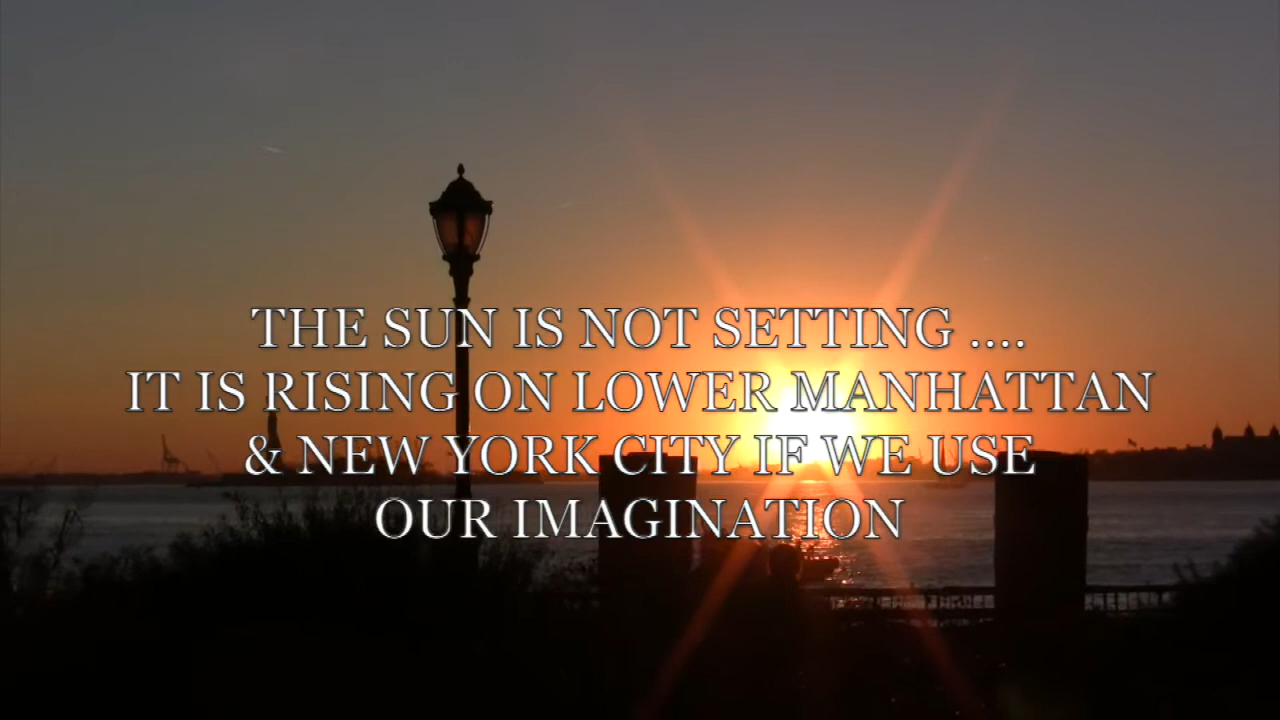 THE SUN IS NOT SETTING ....
IT IS RISING ON LOWER MANHATTAN
& NEW YORK CITY IF WE USE
OUR IMAGINATION